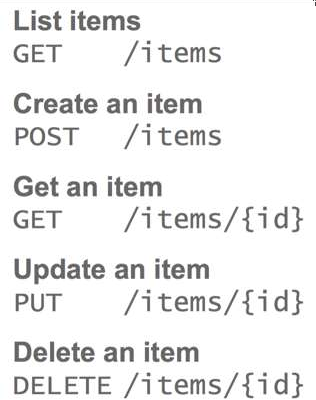 List items
GET /items
Create an item
POST /items
Get an item
GET /items/{id}
Update an item
PUT /items/{id}
Delete an item
DELETE /items/{id}